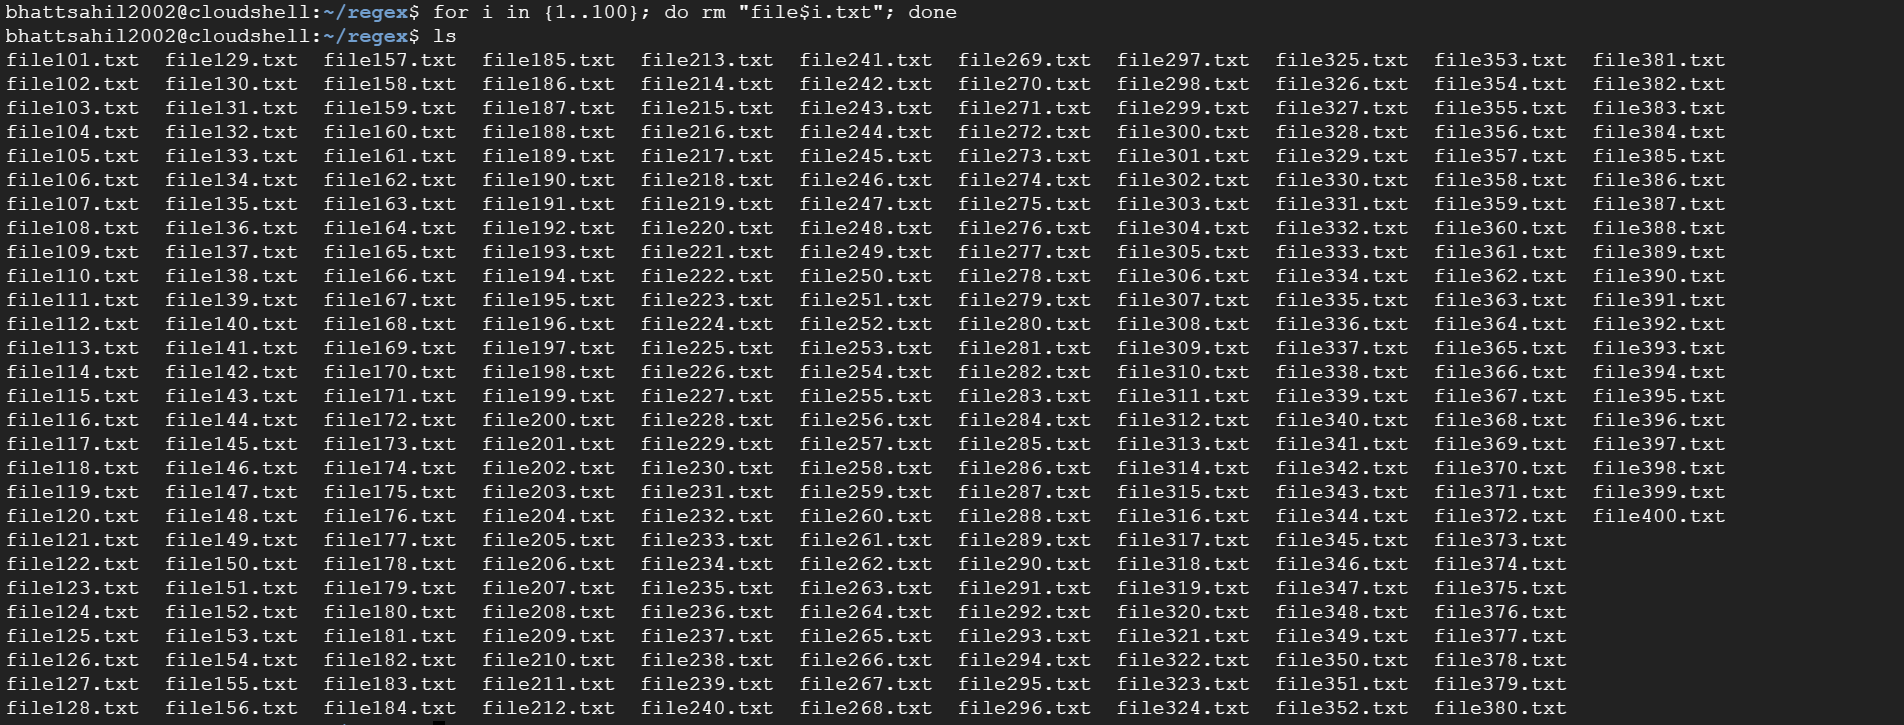 bhattsahil2002@cloudshell:~/regex$ for i in {1..100}; do rm "file$i.txt"; done
bhattsahil2002@cloudshell:~/regex$ ls
file101.txt  file129.txt  file157.txt  file185.txt  file213.txt  file241.txt  file269.txt  file297.txt  file325.txt  file353.txt  file381.txt
file102.txt  file130.txt  file158.txt  file186.txt  file214.txt  file242.txt  file270.txt  file298.txt  file326.txt  file354.txt  file382.txt
file103.txt  file131.txt  file159.txt  file187.txt  file215.txt  file243.txt  file271.txt  file299.txt  file327.txt  file355.txt  file383.txt
file104.txt  file132.txt  file160.txt  file188.txt  file216.txt  file244.txt  file272.txt  file300.txt  file328.txt  file356.txt  file384.txt
file105.txt  file133.txt  file161.txt  file189.txt  file217.txt  file245.txt  file273.txt  file301.txt  file329.txt  file357.txt  file385.txt
file106.txt  file134.txt  file162.txt  file190.txt  file218.txt  file246.txt  file274.txt  file302.txt  file330.txt  file358.txt  file386.txt
file107.txt  file135.txt  file163.txt  file191.txt  file219.txt  file247.txt  file275.txt  file303.txt  file331.txt  file359.txt  file387.txt
file108.txt  file136.txt  file164.txt  file192.txt  file220.txt  file248.txt  file276.txt  file304.txt  file332.txt  file360.txt  file388.txt
file109.txt  file137.txt  file165.txt  file193.txt  file221.txt  file249.txt  file277.txt  file305.txt  file333.txt  file361.txt  file389.txt
file110.txt  file138.txt  file166.txt  file194.txt  file222.txt  file250.txt  file278.txt  file306.txt  file334.txt  file362.txt  file390.txt
file111.txt  file139.txt  file167.txt  file195.txt  file223.txt  file251.txt  file279.txt  file307.txt  file335.txt  file363.txt  file391.txt
file112.txt  file140.txt  file168.txt  file196.txt  file224.txt  file252.txt  file280.txt  file308.txt  file336.txt  file364.txt  file392.txt
file113.txt  file141.txt  file169.txt  file197.txt  file225.txt  file253.txt  file281.txt  file309.txt  file337.txt  file365.txt  file393.txt
file114.txt  file142.txt  file170.txt  file198.txt  file226.txt  file254.txt  file282.txt  file310.txt  file338.txt  file366.txt  file394.txt
file115.txt  file143.txt  file171.txt  file199.txt  file227.txt  file255.txt  file283.txt  file311.txt  file339.txt  file367.txt  file395.txt
file116.txt  file144.txt  file172.txt  file200.txt  file228.txt  file256.txt  file284.txt  file312.txt  file340.txt  file368.txt  file396.txt
file117.txt  file145.txt  file173.txt  file201.txt  file229.txt  file257.txt  file285.txt  file313.txt  file341.txt  file369.txt  file397.txt
file118.txt  file146.txt  file174.txt  file202.txt  file230.txt  file258.txt  file286.txt  file314.txt  file342.txt  file370.txt  file398.txt
file119.txt  file147.txt  file175.txt  file203.txt  file231.txt  file259.txt  file287.txt  file315.txt  file343.txt  file371.txt  file399.txt
file120.txt  file148.txt  file176.txt  file204.txt  file232.txt  file260.txt  file288.txt  file316.txt  file344.txt  file372.txt  file400.txt
file121.txt  file149.txt  file177.txt  file205.txt  file233.txt  file261.txt  file289.txt  file317.txt  file345.txt  file373.txt
file122.txt  file150.txt  file178.txt  file206.txt  file234.txt  file262.txt  file290.txt  file318.txt  file346.txt  file374.txt
file123.txt  file151.txt  file179.txt  file207.txt  file235.txt  file263.txt  file291.txt  file319.txt  file347.txt  file375.txt
file124.txt  file152.txt  file180.txt  file208.txt  file236.txt  file264.txt  file292.txt  file320.txt  file348.txt  file376.txt
file125.txt  file153.txt  file181.txt  file209.txt  file237.txt  file265.txt  file293.txt  file321.txt  file349.txt  file377.txt
file126.txt  file154.txt  file182.txt  file210.txt  file238.txt  file266.txt  file294.txt  file322.txt  file350.txt  file378.txt
file127.txt  file155.txt  file183.txt  file211.txt  file239.txt  file267.txt  file295.txt  file323.txt  file351.txt  file379.txt
file128.txt  file156.txt  file184.txt  file212.txt  file240.txt  file268.txt  file296.txt  file324.txt  file352.txt  file380.txt